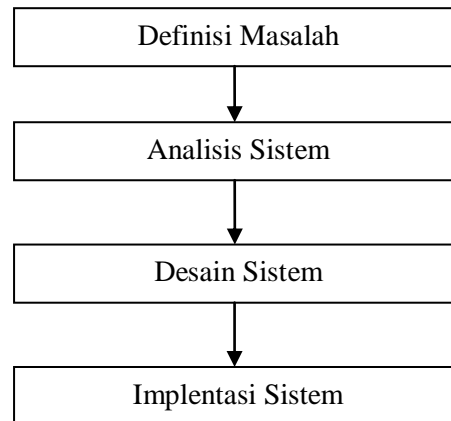 Definisi Masalah
Analisis Sistem
Desain Sistem
Implentasi Sistem